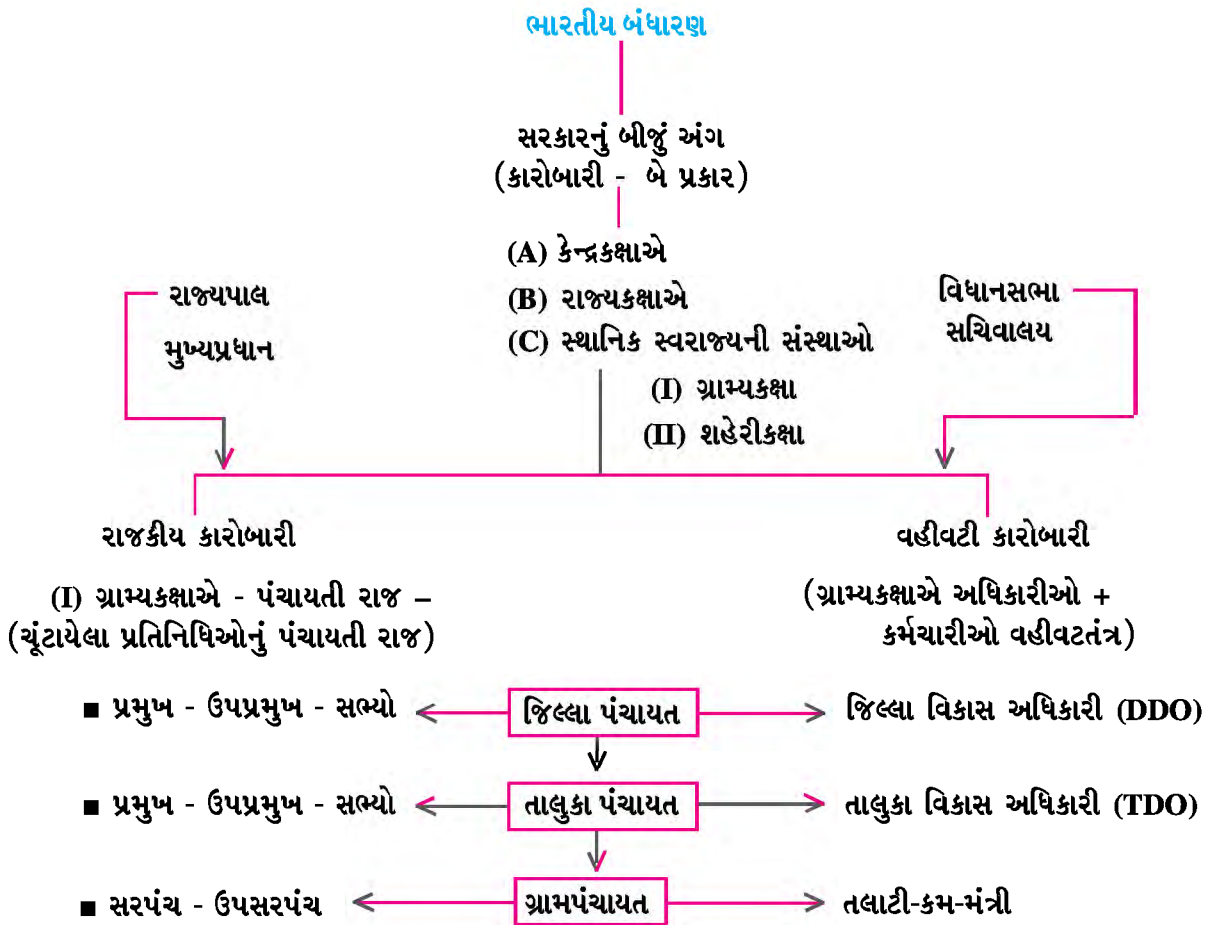 ભારતીય બંધારણ
સરકારનું બીજું અંગ
(કારોબારી - બે પ્રકાર)
(A) કેન્દ્રકક્ષાએ
(B) રાજ્યકક્ષાએ
(C) સ્થાનિક સ્વરાજ્યની સંસ્થાઓ
(I) ગ્રામ્યકક્ષા
(II) શહેરીકક્ષા
રાજ્યપાલ
મુખ્યપ્રધાન
વિધાનસભા
સચિવાલય
રાજકીય કારોબારી
(I) ગ્રામ્યકક્ષાએ - પંચાયતી રાજ –
(ચૂંટાયેલા પ્રતિનિધિઓનું પંચાયતી રાજ)
વહીવટી કારોબારી
(ગ્રામ્યકક્ષાએ અધિકારીઓ +
કર્મચારીઓ વહીવટતંત્ર)
■ પ્રમુખ - ઉપપ્રમુખ - સભ્યો
જિલ્લા પંચાયત
જિલ્લા વિકાસ અધિકારી (DDO)
■ પ્રમુખ - ઉપપ્રમુખ - સભ્યો
તાલુકા પંચાયત
તાલુકા વિકાસ અધિકારી (TDO)
■ સરપંચ - ઉપસરપંચ
ગ્રામપંચાયત
તલાટી-કમ-મંત્રી